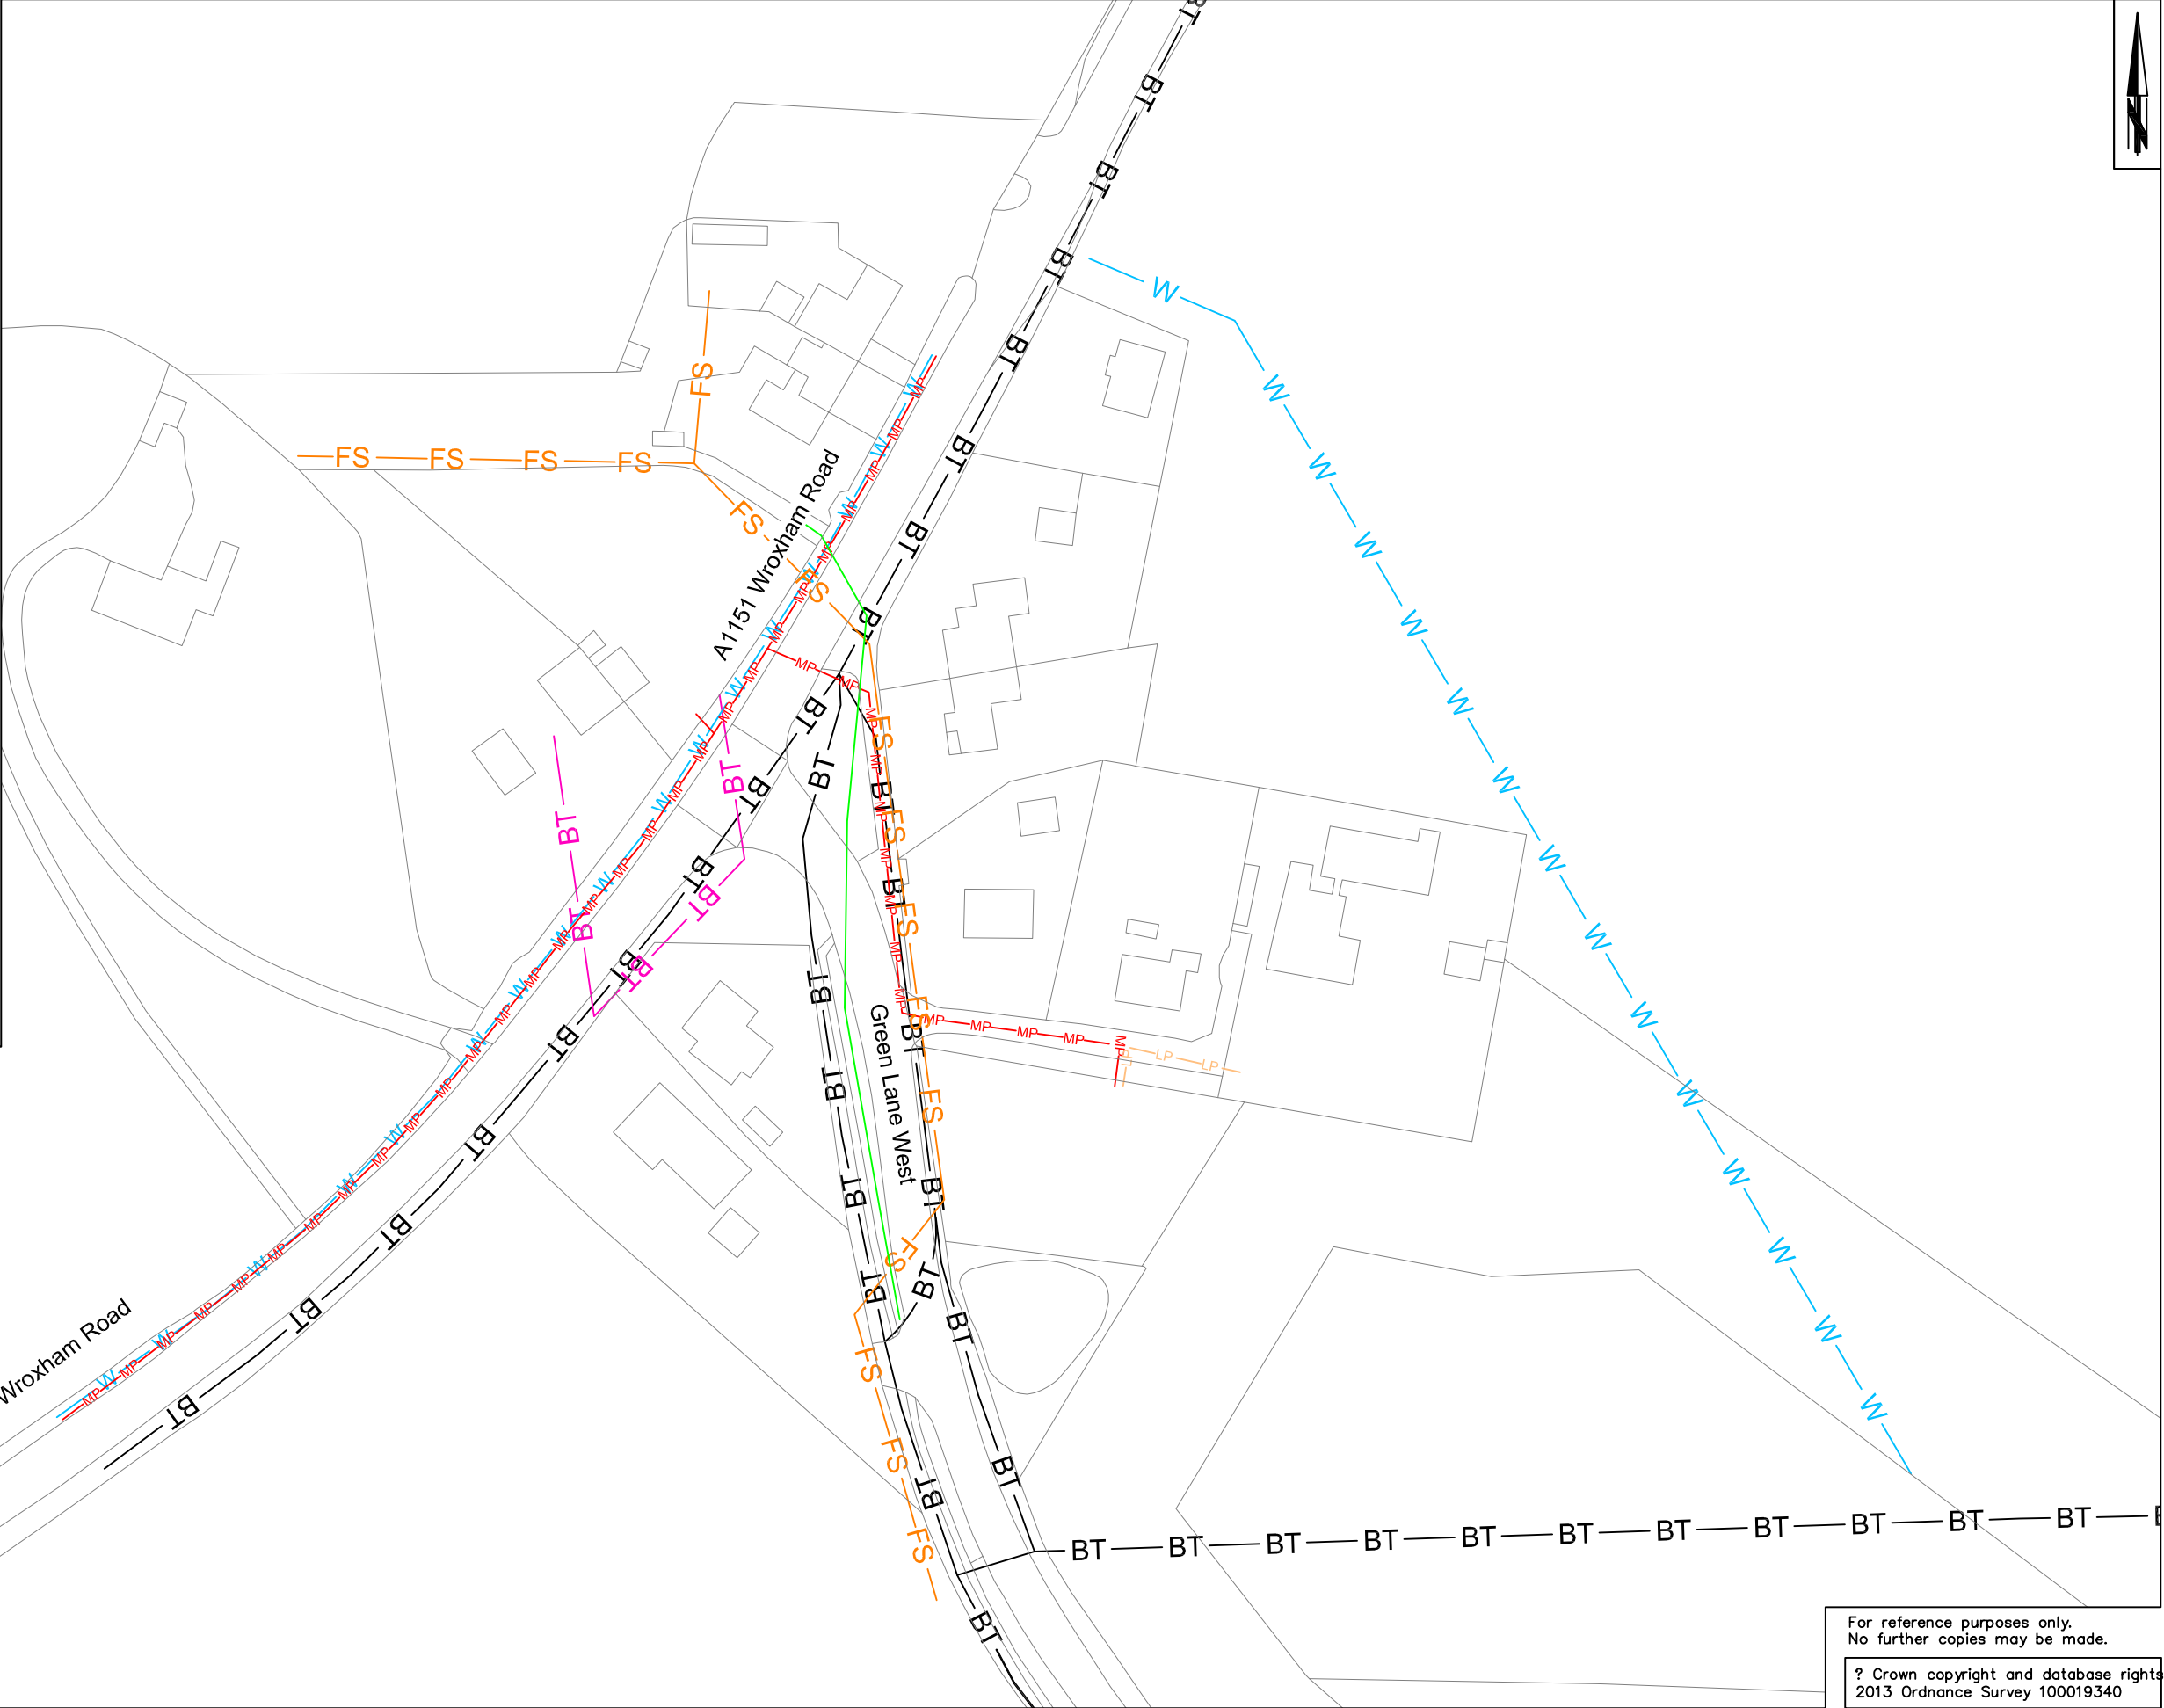 N
A1151 Wroxham Road
Green Lane West
Wroxham Road
BT
W
FS
MP
LP
For reference purposes only.
No further copies may be made.
? Crown copyright and database rights
2013 Ordnance Survey 100019340